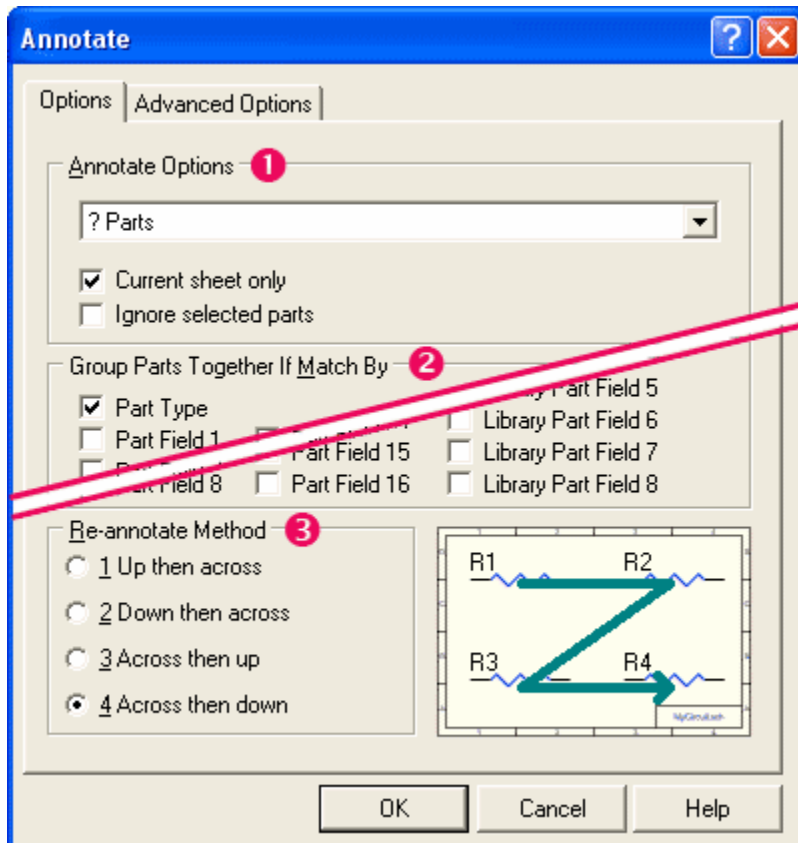 Annotate
Options Advanced Options
Annotate Options 1
? Parts
Current sheet only
Ignore selected parts
Group Parts Together If Match By 2
Library Part Field 5
Part Type Library Part Field 6
Part Field 1 Part Field 15 Library Part Field 7
Part Field 8 Part Field 16 Library Part Field 8
Re-annotate Method 3
1 Up then across
2 Down then across
3 Across then up
4 Across then down
R1 R2
R3 R4
OK Cancel Help